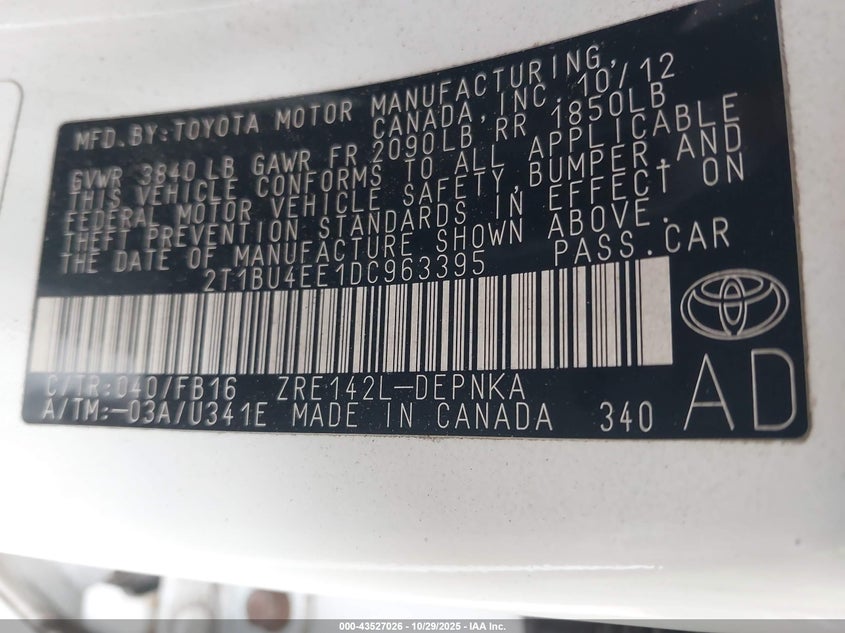 MFD.BY:TOYOTA MOTOR MANUFACTURING,
CANADA, INC. 10/12
GVWR 3840 LB GAWR FR 2090LB RR 1850LB
THIS VEHICLE CONFORMS TO ALL APPLICABLE
FEDERAL MOTOR VEHICLE SAFETY, BUMPER, AND
THEFT PREVENTION STANDARDS IN EFFECT ON
THE DATE OF MANUFACTURE SHOWN ABOVE.
2T1BU4EE1DC963395 PASS.CAR
C/TR:040/FB16 ZRE142L-DEPNKA
A/TM:-03A/U341E MADE IN CANADA 340
AD
000-43527026 - 10/29/2025 - IAA Inc.